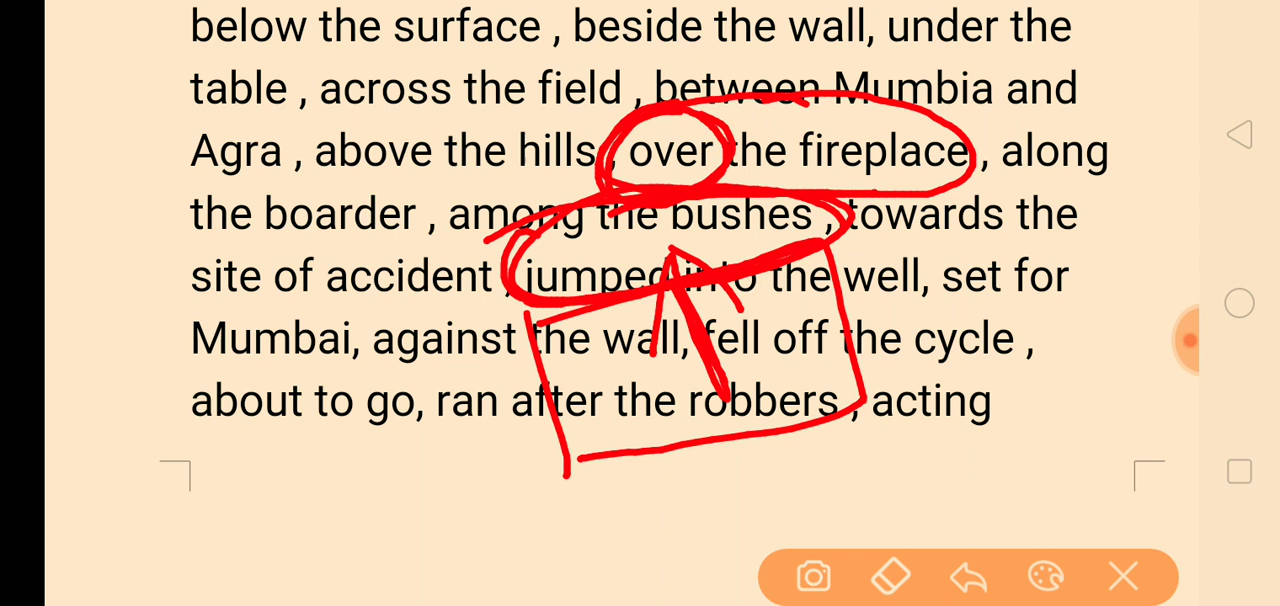 below the surface , beside the wall, under the
table , across the field , between Mumbia and
Agra , above the hills , over the fireplace , along
the boarder , among the bushes , towards the
site of accident , jumped into the well, set for
Mumbai, against the wall, fell off the cycle ,
about to go, ran after the robbers , acting